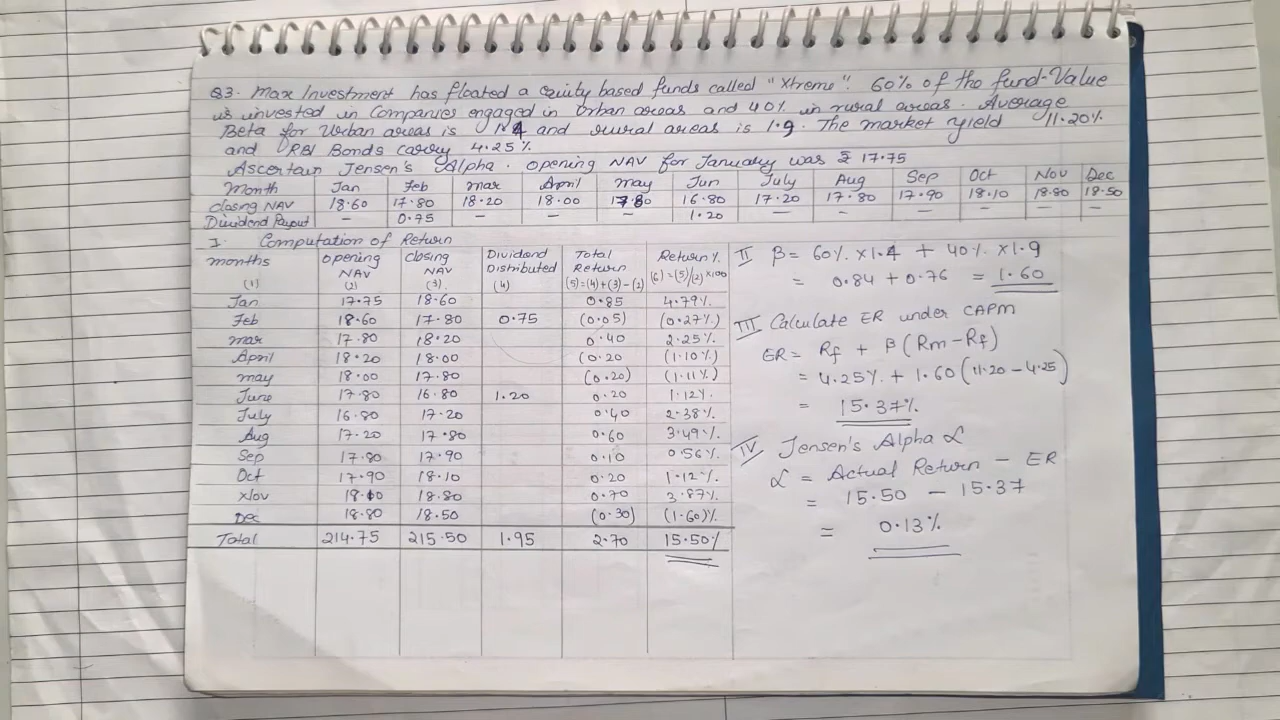 Q3. Max Investment has floated a equity based funds called "Xtreme". 60% of the fund-Value
is invested in Companies engaged in Urban areas and 40% in rural areas. Average
Beta for Urban areas is 1.4 and rural areas is 1.9. The market yield 11.20%
and RBI Bonds carry 4.25%
Ascertain Jensen's Alpha. opening NAV for January was ₹ 17.75
Month Jan Feb mar April may Jun July Aug Sep Oct Nov Dec
closing NAV 18.60 17.80 18.20 18.00 17.80 16.80 17.20 17.80 17.90 18.10 18.80 18.50
Dividend Payout – 0.75 – – – 1.20 – – – – – –
I. Computation of Return
months opening closing Dividend Total Return %
NAV NAV Distributed Return (6)=(5)/(2)×100
(1) (2) (3) (4) (5)=(4)+(3)-(2)
Jan 17.75 18.60 0.85 4.79%
Feb 18.60 17.80 0.75 (0.05) (0.27%)
mar 17.80 18.20 0.40 2.25%
April 18.20 18.00 (0.20 (1.10%)
may 18.00 17.80 (0.20) (1.11%)
June 17.80 16.80 1.20 0.20 1.12%
July 16.80 17.20 0.40 2.38%
Aug 17.20 17.80 0.60 3.49%
Sep 17.80 17.90 0.10 0.56%
Oct 17.90 18.10 0.20 1.12%
Nov 18.10 18.80 0.70 3.87%
Dec 18.80 18.50 (0.30) (1.60)%
Total 214.75 215.50 1.95 2.70 15.50%
II β = 60% × 1.4 + 40% × 1.9
= 0.84 + 0.76 = 1.60
III Calculate ER under CAPM
ER = Rf + β (Rm-Rf)
= 4.25% + 1.60 (11.20 - 4.25)
= 15.37%
IV Jensen's Alpha α
α = Actual Return - ER
= 15.50 - 15.37
= 0.13%